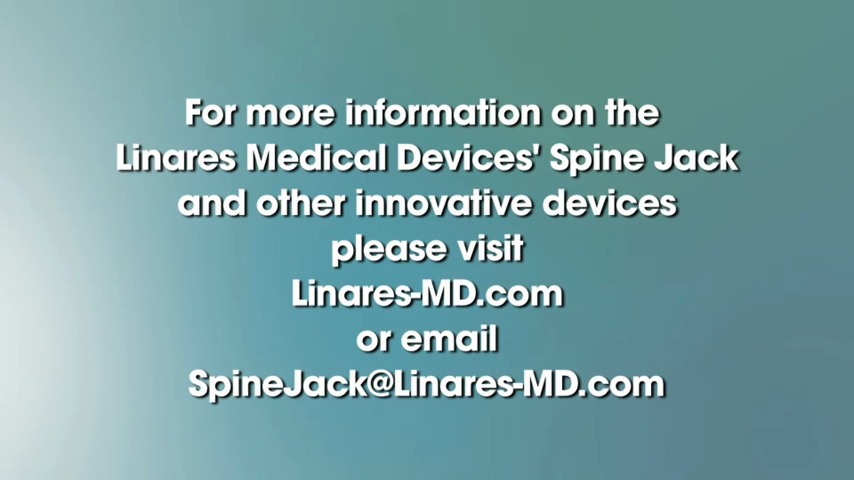 For more information on the
Linares Medical Devices' Spine Jack
and other innovative devices
please visit
Linares-MD.com
or email
SpineJack@Linares-MD.com